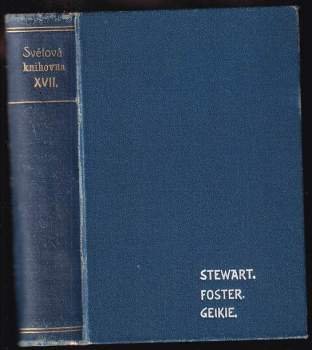 Světová
knihovna
XVII.
STEWART.
FOSTER.
GEIKIE.